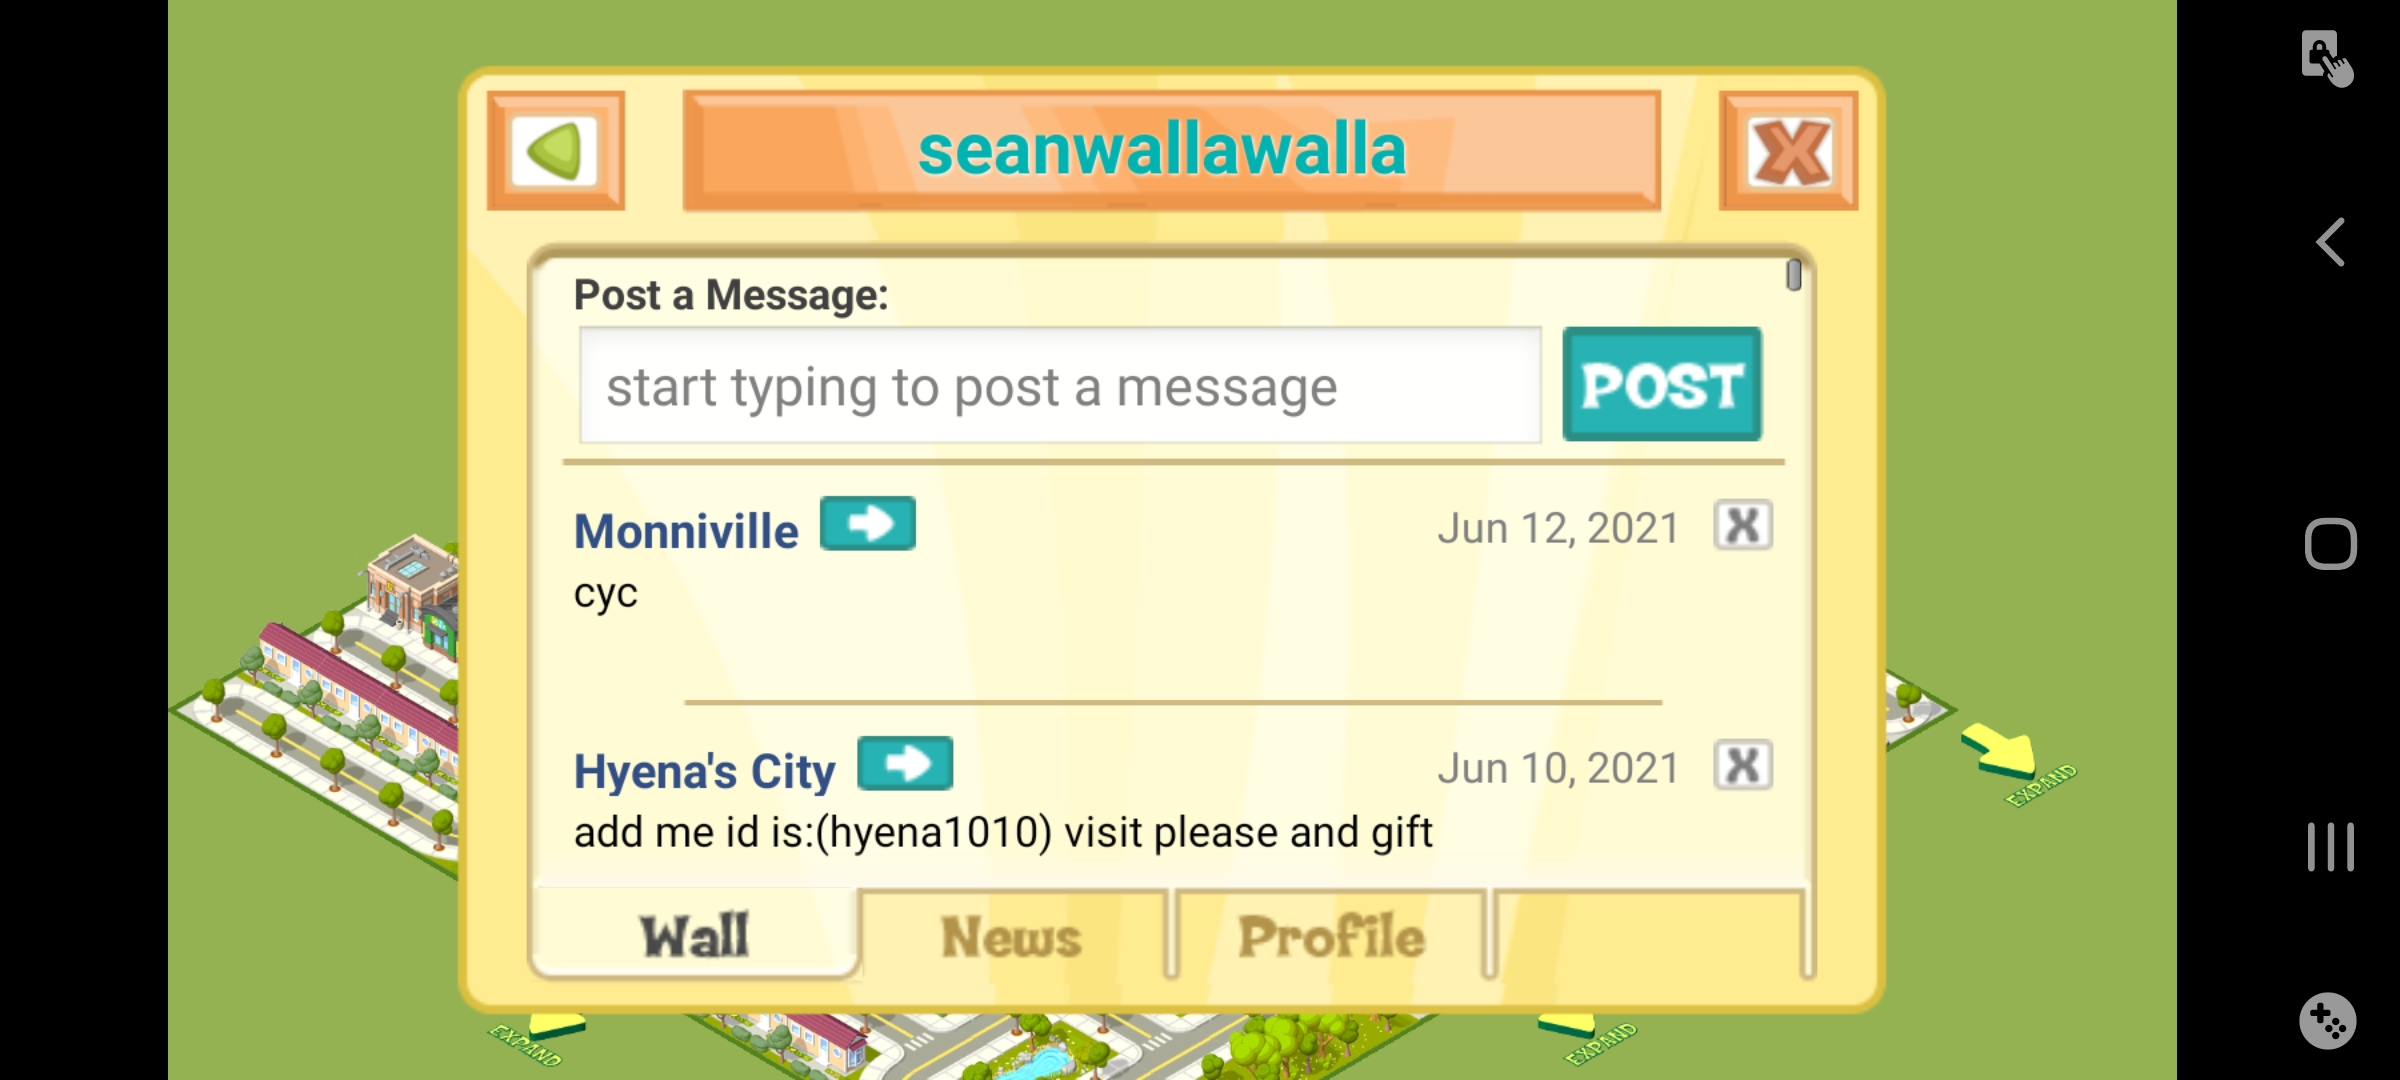 seanwallawalla
Post a Message:
start typing to post a message
POST
Monniville
Jun 12, 2021
X
cyc
Hyena's City
Jun 10, 2021
X
add me id is:(hyena1010) visit please and gift
Wall
News
Profile
EXPAND
EXPAND
EXPAND